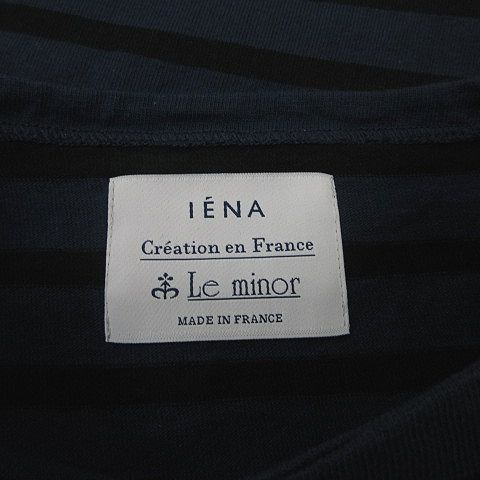 IÉNA
Création en France
Le minor
MADE IN FRANCE